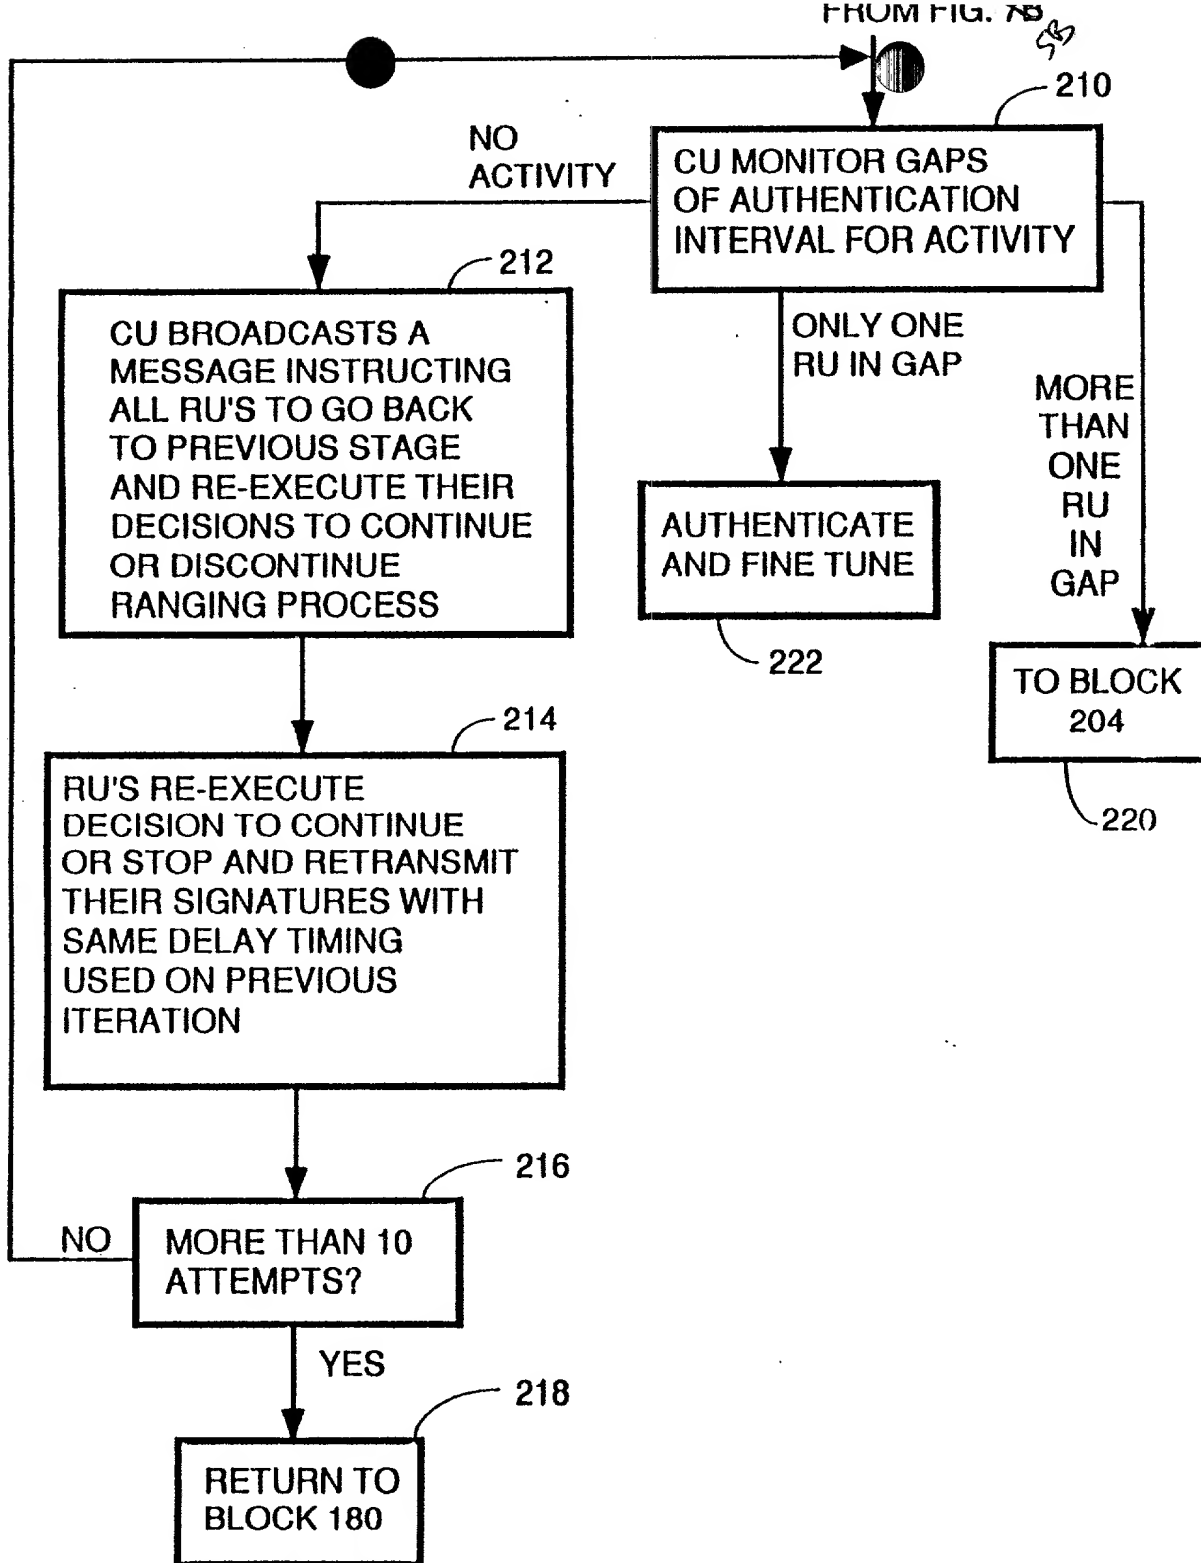 FROM FIG. 7B
5B
210
NO
ACTIVITY
CU MONITOR GAPS
OF AUTHENTICATION
INTERVAL FOR ACTIVITY
212
CU BROADCASTS A
MESSAGE INSTRUCTING
ALL RU'S TO GO BACK
TO PREVIOUS STAGE
AND RE-EXECUTE THEIR
DECISIONS TO CONTINUE
OR DISCONTINUE
RANGING PROCESS
ONLY ONE
RU IN GAP
MORE
THAN
ONE
RU
IN
GAP
AUTHENTICATE
AND FINE TUNE
222
TO BLOCK
204
220
214
RU'S RE-EXECUTE
DECISION TO CONTINUE
OR STOP AND RETRANSMIT
THEIR SIGNATURES WITH
SAME DELAY TIMING
USED ON PREVIOUS
ITERATION
216
NO
MORE THAN 10
ATTEMPTS?
YES
218
RETURN TO
BLOCK 180